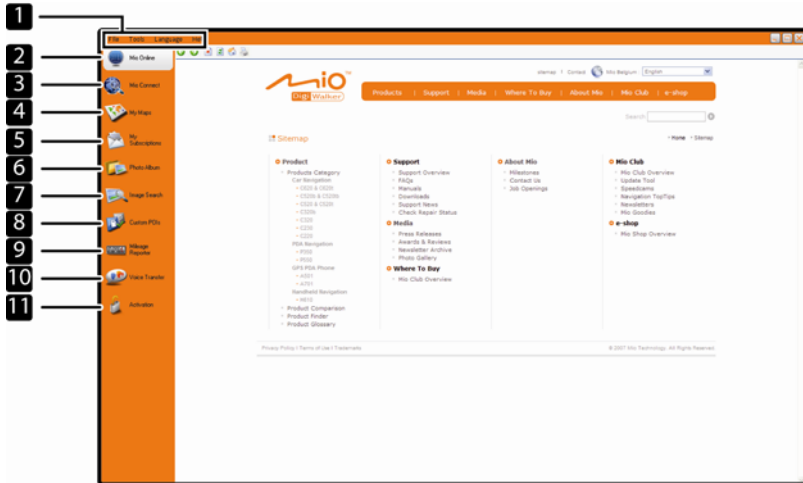 1
File Tools Language Help
2
Mio Online
3
Mio Connect
4
My Maps
5
My
Subscriptions
6
Photo Album
7
Image Search
8
Custom POIs
9
Mileage
Reporter
10
Voice Transfer
11
Activation
Mio
DigiWalker
sitemap | Contact Mio Belgium: English
Products | Support | Media | Where To Buy | About Mio | Mio Club | e-shop
Search
Sitemap
Home Sitemap
Product
Products Category
Car Navigation
PDA Navigation
- P350
GPS PDA Phone
- A501
- A701
Handheld Navigation
- H610
Product Comparison
Product Finder
Product Glossary
Support
Support Overview
FAQs
Manuals
Downloads
Support News
Check Repair Status
Media
Press Releases
Awards & Reviews
Newsletter Archive
Photo Gallery
Where To Buy
Mio Club Overview
About Mio
Milestones
Contact Us
Job Openings
Mio Club
Mio Club Overview
Update Tool
Speedcams
Navigation TopTips
Newsletters
Mio Goodies
e-shop
Mio Shop Overview
Privacy Policy | Terms of Use | Trademarks
© 2007 Mio Technology. All Rights Reserved.